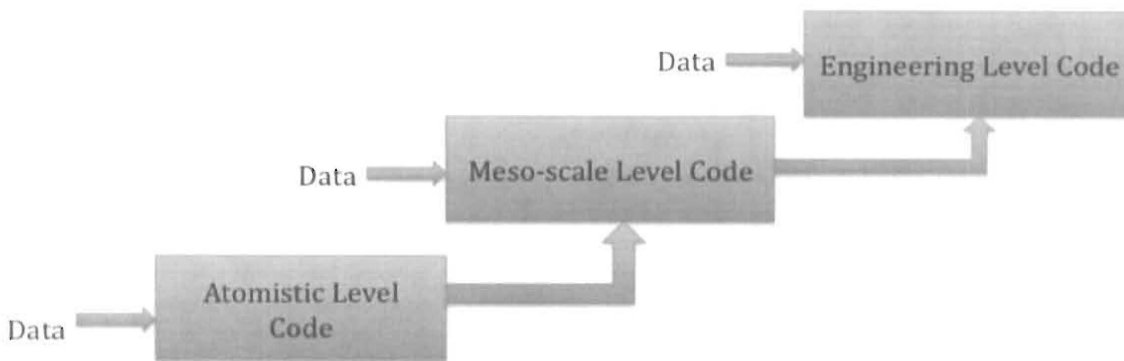 Data
Engineering Level Code
Data
Meso-scale Level Code
Data
Atomistic Level
Code